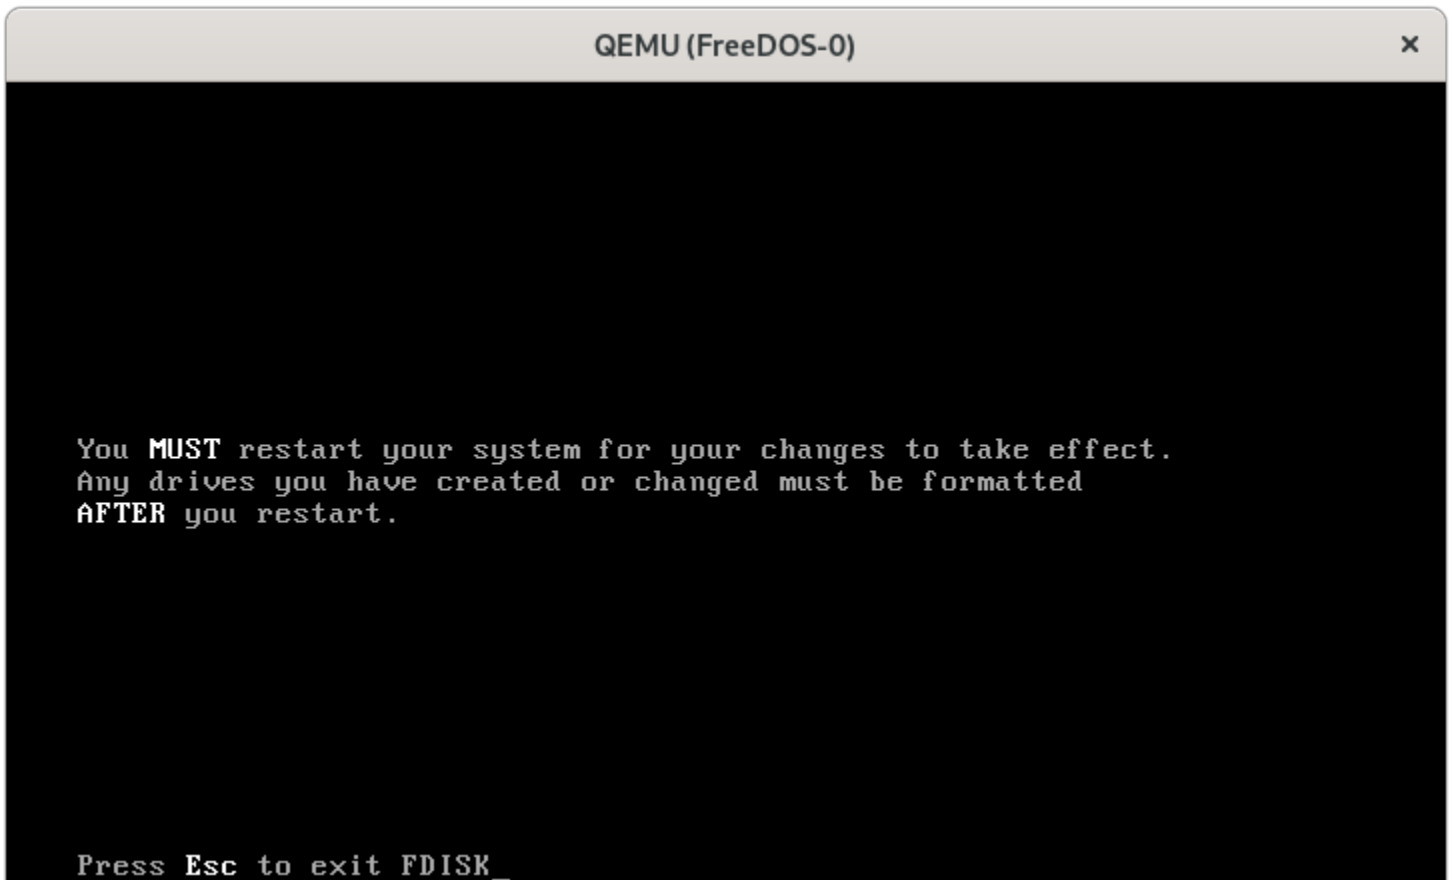 QEMU (FreeDOS-0)
You MUST restart your system for your changes to take effect.
Any drives you have created or changed must be formatted
AFTER you restart.
Press Esc to exit FDISK_